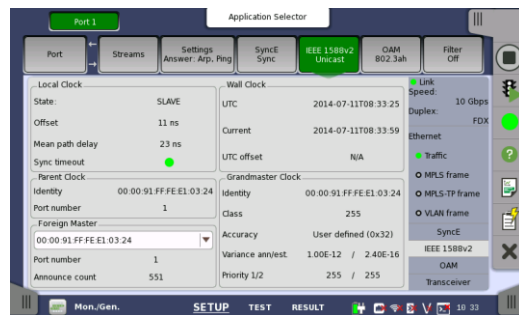 Port 1
Application Selector
Port
Streams
Settings
Answer: Arp, Ping
SyncE
Sync
IEEE 1588v2
Unicast
OAM
802.3ah
Filter
Off
Local Clock
State: SLAVE
Offset 11 ns
Mean path delay 23 ns
Sync timeout
Wall Clock
UTC 2014-07-11T08:33:25
Current 2014-07-11T08:33:59
UTC offset N/A
Parent Clock
Identity 00:00:91:FF:FE:E1:03:24
Port number 1
Foreign Master
00:00:91:FF:FE:E1:03:24
Port number 1
Announce count 551
Grandmaster Clock
Identity 00:00:91:FF:FE:E1:03:24
Class 255
Accuracy User defined (0x32)
Variance ann/est. 1.00E-12 / 2.40E-16
Priority 1/2 255 / 255
Link
Speed:
10 Gbps
Duplex:
FDX
Ethernet
Traffic
MPLS frame
MPLS-TP frame
VLAN frame
SyncE
IEEE 1588v2
OAM
Transceiver
Mon./Gen. SETUP TEST RESULT 10 33